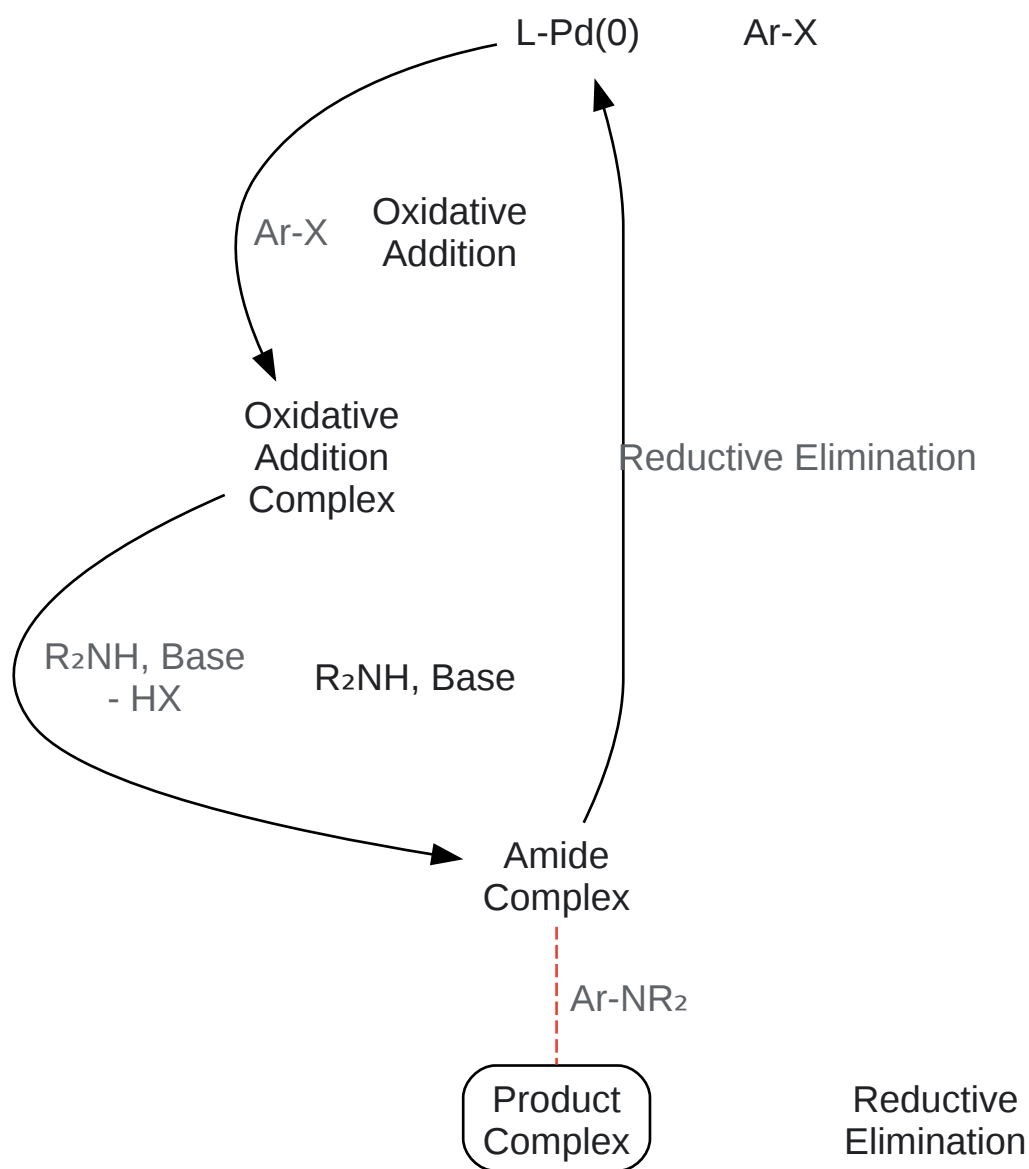 L-Pd(0)
Ar-X
Ar-X
Oxidative
Addition
Oxidative
Addition
Complex
Reductive Elimination
R₂NH, Base
- HX
R₂NH, Base
Amide
Complex
Ar-NR₂
Product
Complex
Reductive
Elimination